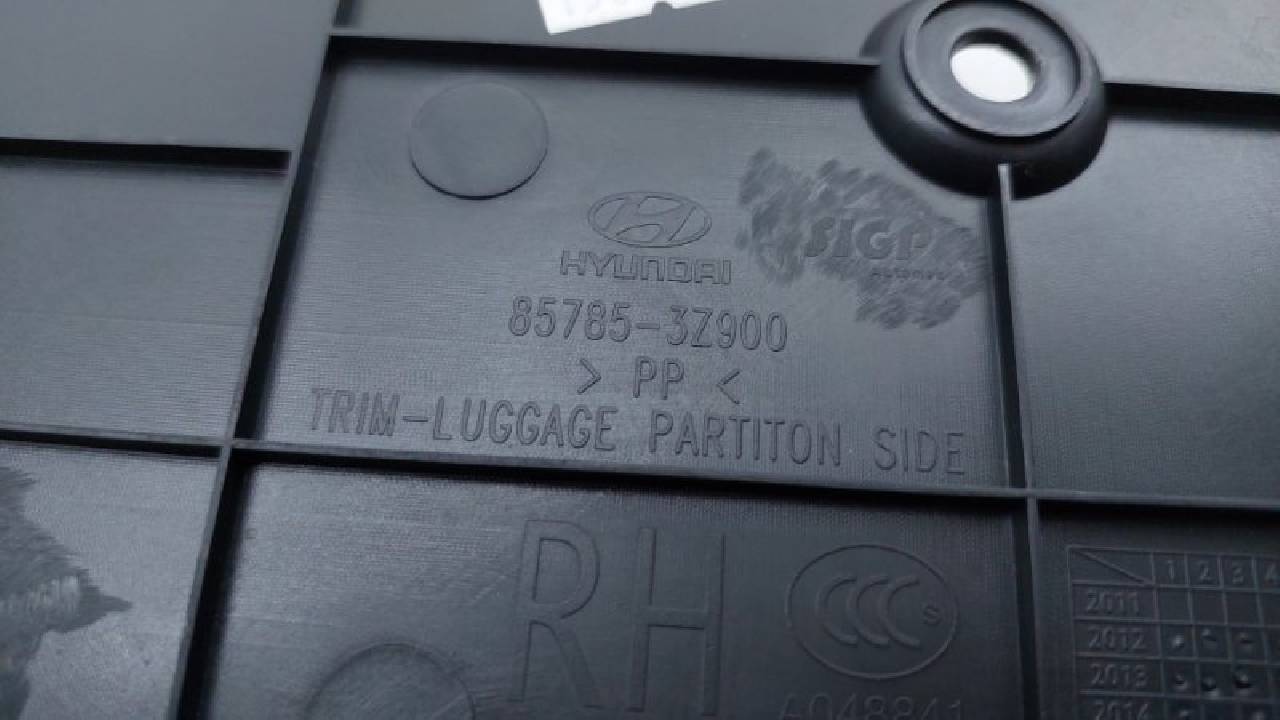 HYUNDAI
SIGP
85785-3Z900
> PP <
TRIM-LUGGAGE PARTITON SIDE
RH
CCC S
A048841
1 2 3 4
2011
2012
2013
2014